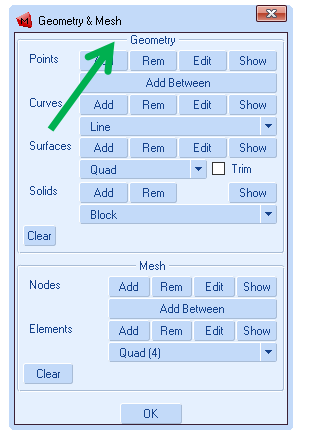 Geometry & Mesh
Geometry
Points Add Rem Edit Show
Add Between
Curves Add Rem Edit Show
Line
Surfaces Add Rem Edit Show
Quad Trim
Solids Add Rem Show
Block
Clear
Mesh
Nodes Add Rem Edit Show
Add Between
Elements Add Rem Edit Show
Quad (4)
Clear
OK